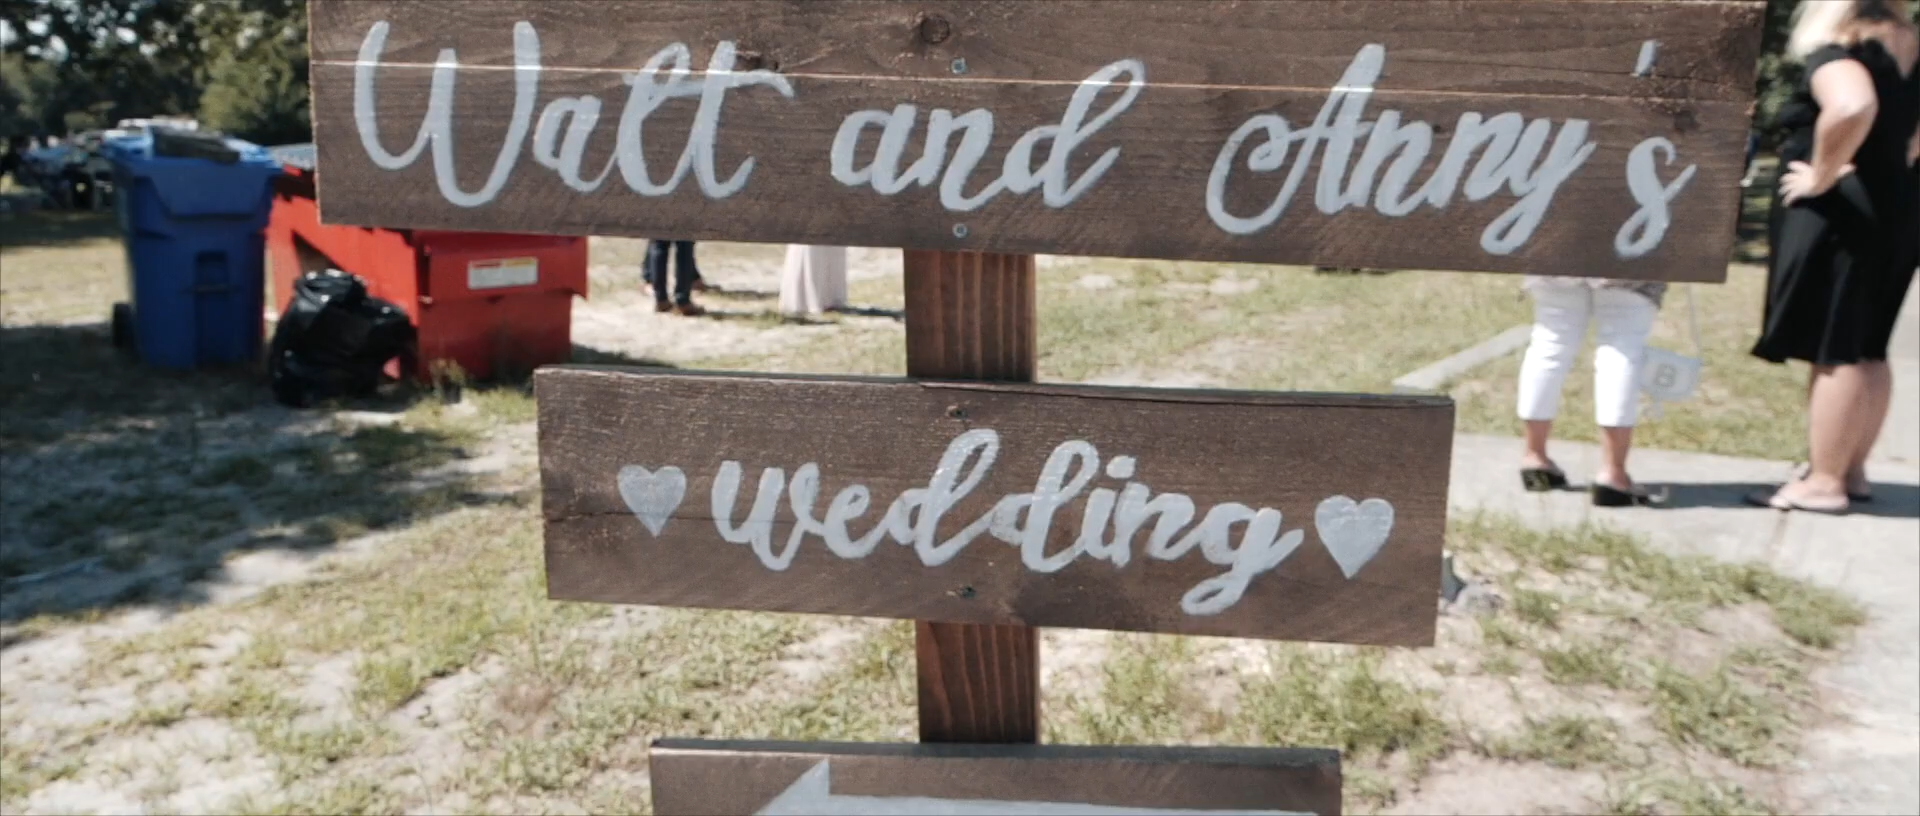 Walt and Anny's
♥ wedding ♥
B